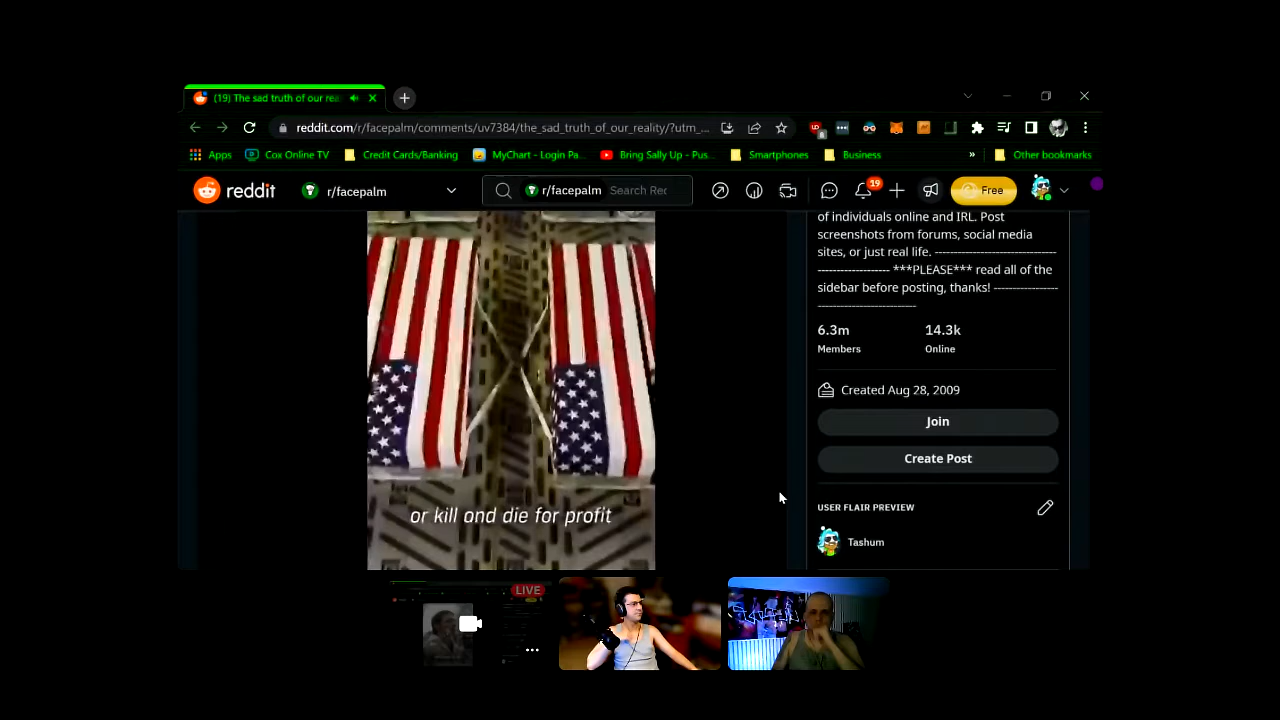 (19) The sad truth of our rea
reddit.com/r/facepalm/comments/uv7384/the_sad_truth_of_our_reality/?utm_...
Apps Cox Online TV Credit Cards/Banking MyChart - Login Pa... Bring Sally Up - Pus... Smartphones Business » Other bookmarks
reddit r/facepalm r/facepalm Search Rec 19 Free
of individuals online and IRL. Post
screenshots from forums, social media
sites, or just real life. -----------------------------------
--------------------- ***PLEASE*** read all of the
sidebar before posting, thanks! ------------------
----------------------------
6.3m 14.3k
Members Online
Created Aug 28, 2009
Join
Create Post
USER FLAIR PREVIEW
Tashum
or kill and die for profit
LIVE